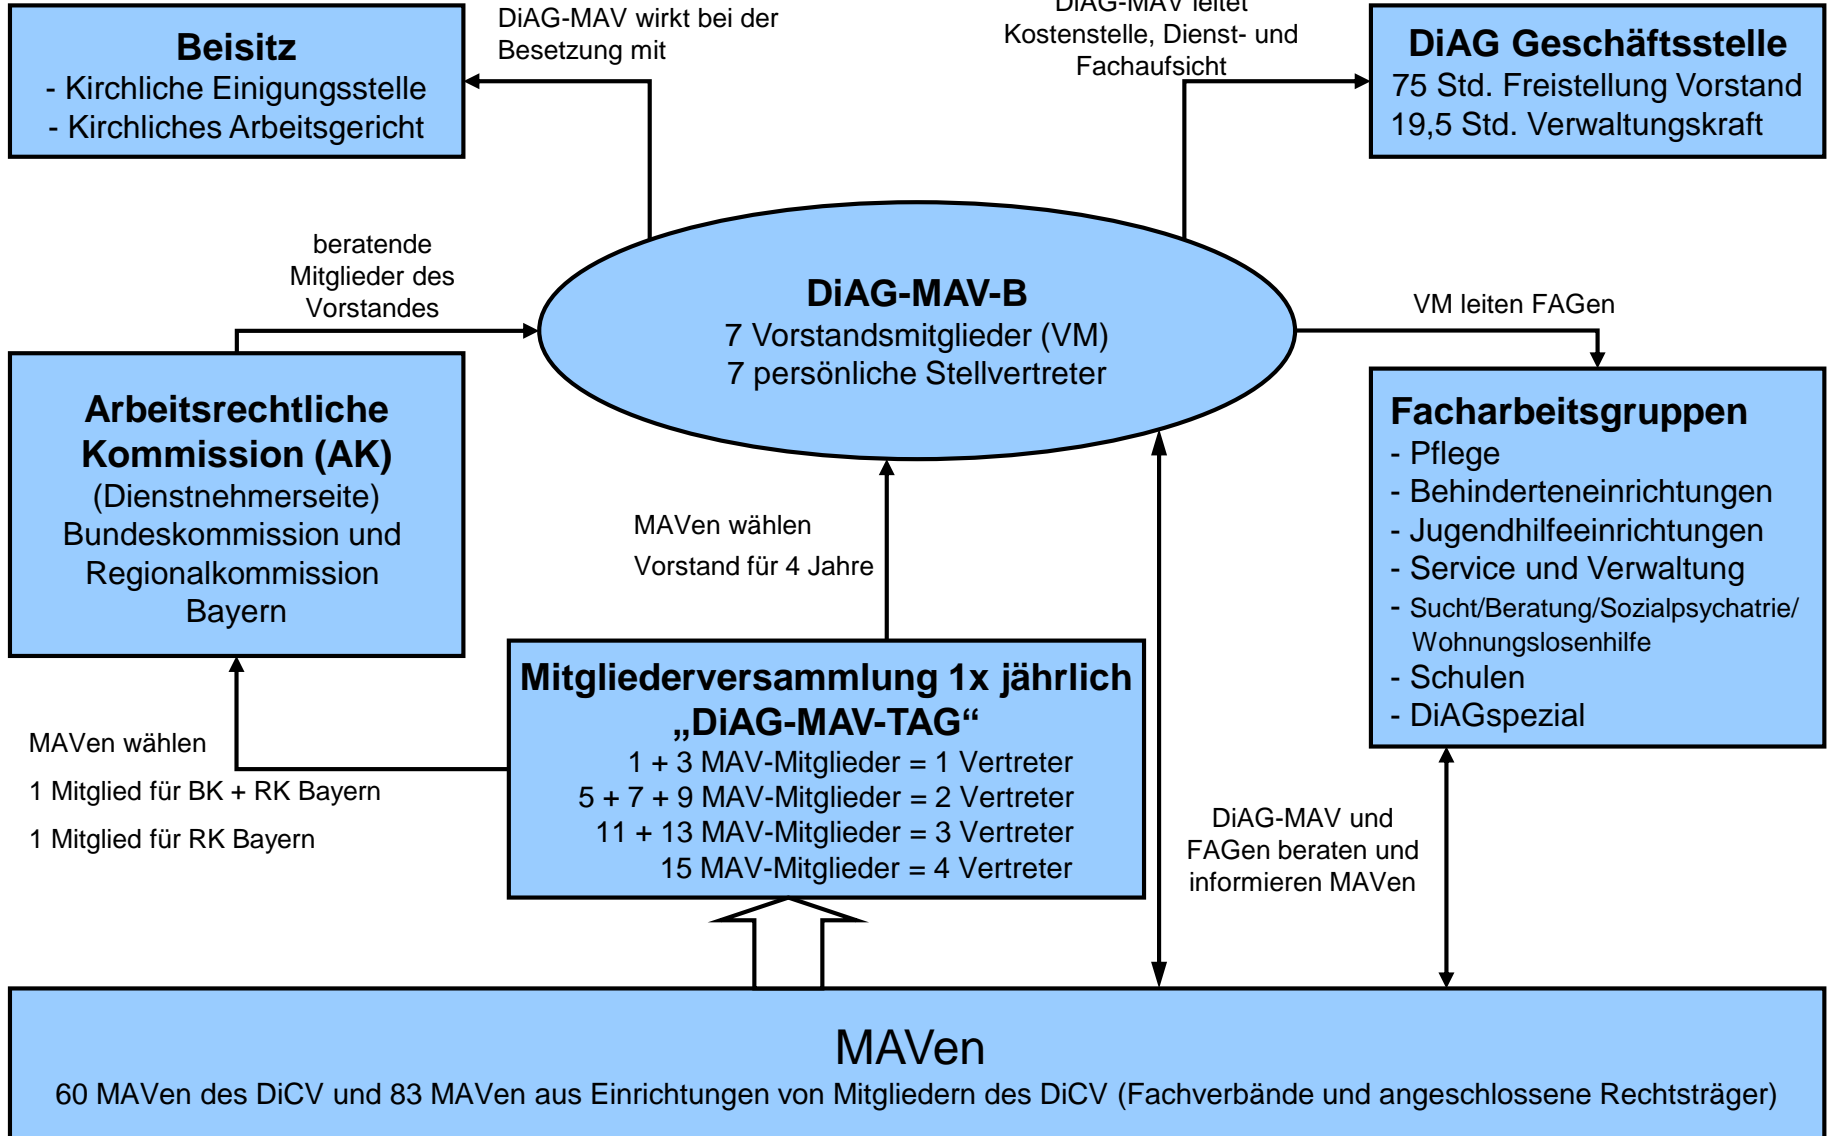 DiAG-MAV wirkt bei der
Besetzung mit
DiAG-MAV leitet
Kostenstelle, Dienst- und
Fachaufsicht
Beisitz
- Kirchliche Einigungsstelle
- Kirchliches Arbeitsgericht
DiAG Geschäftsstelle
75 Std. Freistellung Vorstand
19,5 Std. Verwaltungskraft
beratende
Mitglieder des
Vorstandes
DiAG-MAV-B
7 Vorstandsmitglieder (VM)
7 persönliche Stellvertreter
VM leiten FAGen
Arbeitsrechtliche
Kommission (AK)
(Dienstnehmerseite)
Bundeskommission und
Regionalkommission
Bayern
MAVen wählen
Vorstand für 4 Jahre
Facharbeitsgruppen
- Pflege
- Behinderteneinrichtungen
- Jugendhilfeeinrichtungen
- Service und Verwaltung
- Sucht/Beratung/Sozialpsychatrie/
Wohnungslosenhilfe
- Schulen
- DiAGspezial
MAVen wählen
1 Mitglied für BK + RK Bayern
1 Mitglied für RK Bayern
Mitgliederversammlung 1x jährlich
„DiAG-MAV-TAG“
1 + 3 MAV-Mitglieder = 1 Vertreter
5 + 7 + 9 MAV-Mitglieder = 2 Vertreter
11 + 13 MAV-Mitglieder = 3 Vertreter
15 MAV-Mitglieder = 4 Vertreter
DiAG-MAV und
FAGen beraten und
informieren MAVen
MAVen
60 MAVen des DiCV und 83 MAVen aus Einrichtungen von Mitgliedern des DiCV (Fachverbände und angeschlossene Rechtsträger)